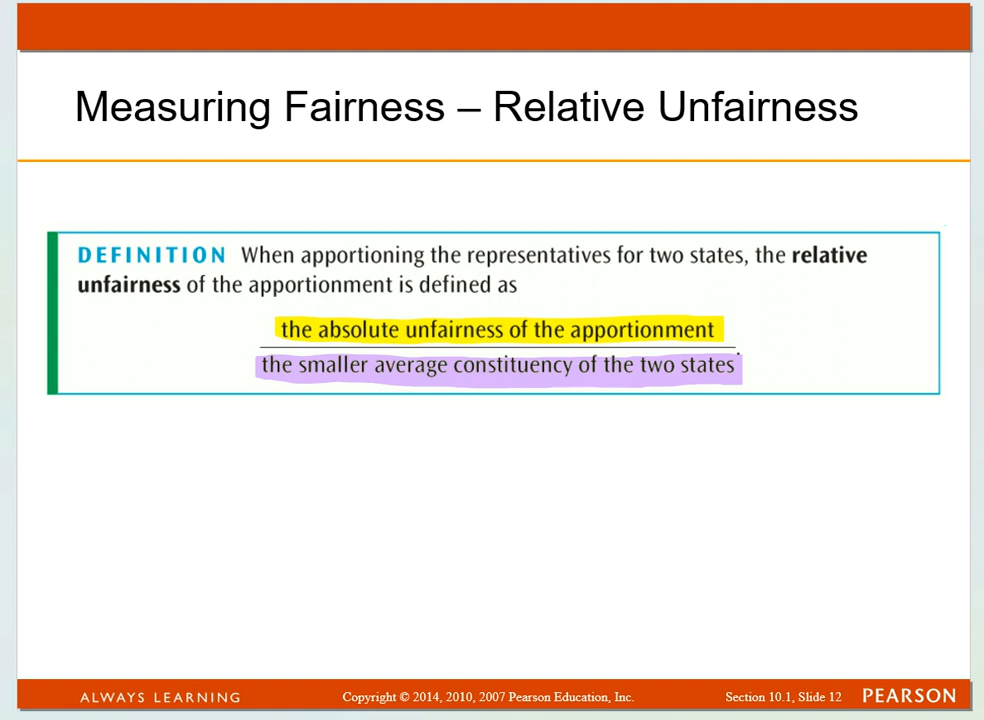 Measuring Fairness – Relative Unfairness
DEFINITION When apportioning the representatives for two states, the relative
unfairness of the apportionment is defined as
the absolute unfairness of the apportionment
the smaller average constituency of the two states.
ALWAYS LEARNING
Copyright © 2014, 2010, 2007 Pearson Education, Inc.
Section 10.1, Slide 12
PEARSON